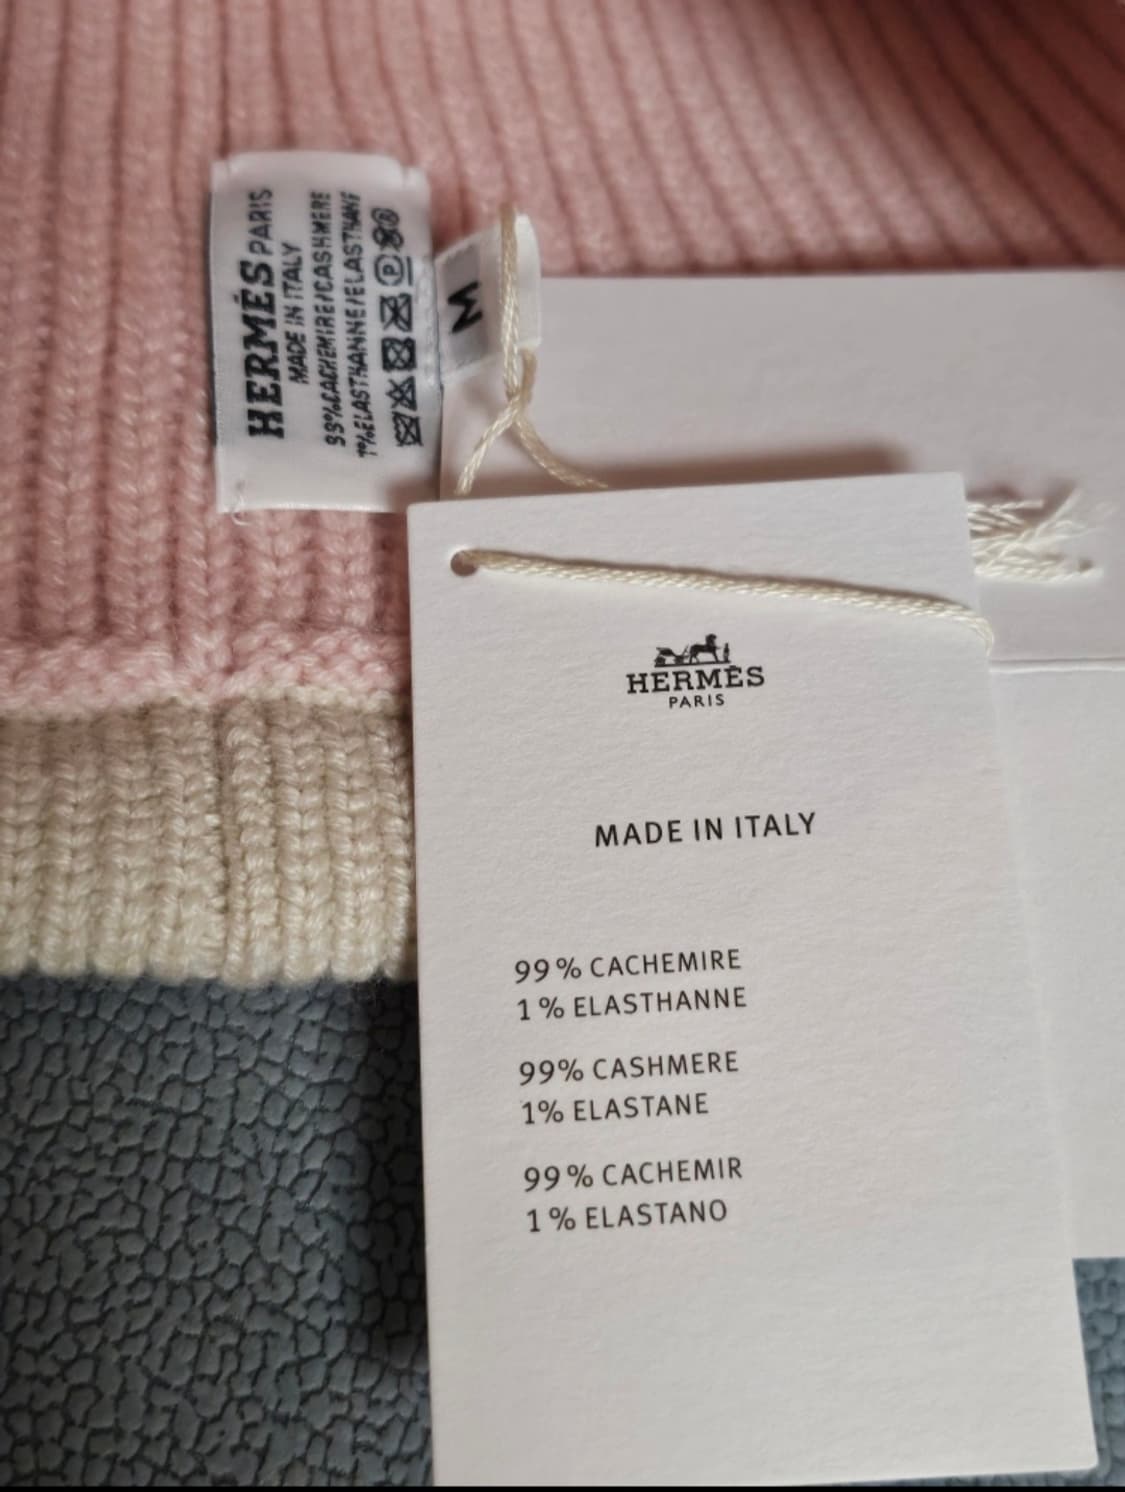 HERMÈS PARIS
MADE IN ITALY
99%CACHEMIRE/CASHMERE
1%ELASTHANNE/ELASTHANE
P
M
HERMÈS
PARIS
MADE IN ITALY
99% CACHEMIRE
1% ELASTHANNE
99% CASHMERE
1% ELASTANE
99% CACHEMIR
1% ELASTANO